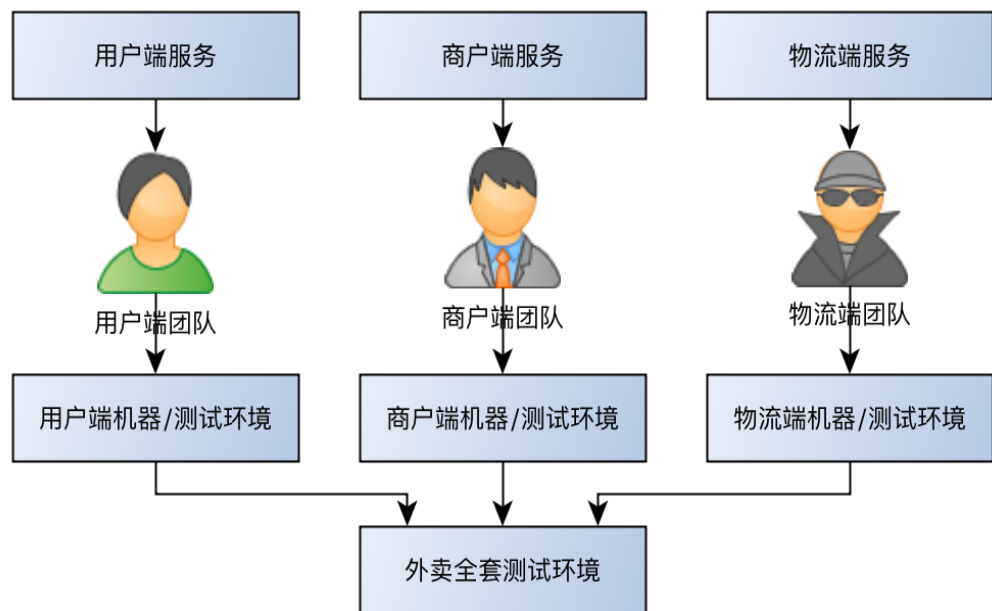 用户端服务
商户端服务
物流端服务
用户端团队
商户端团队
物流端团队
用户端机器/测试环境
商户端机器/测试环境
物流端机器/测试环境
外卖全套测试环境